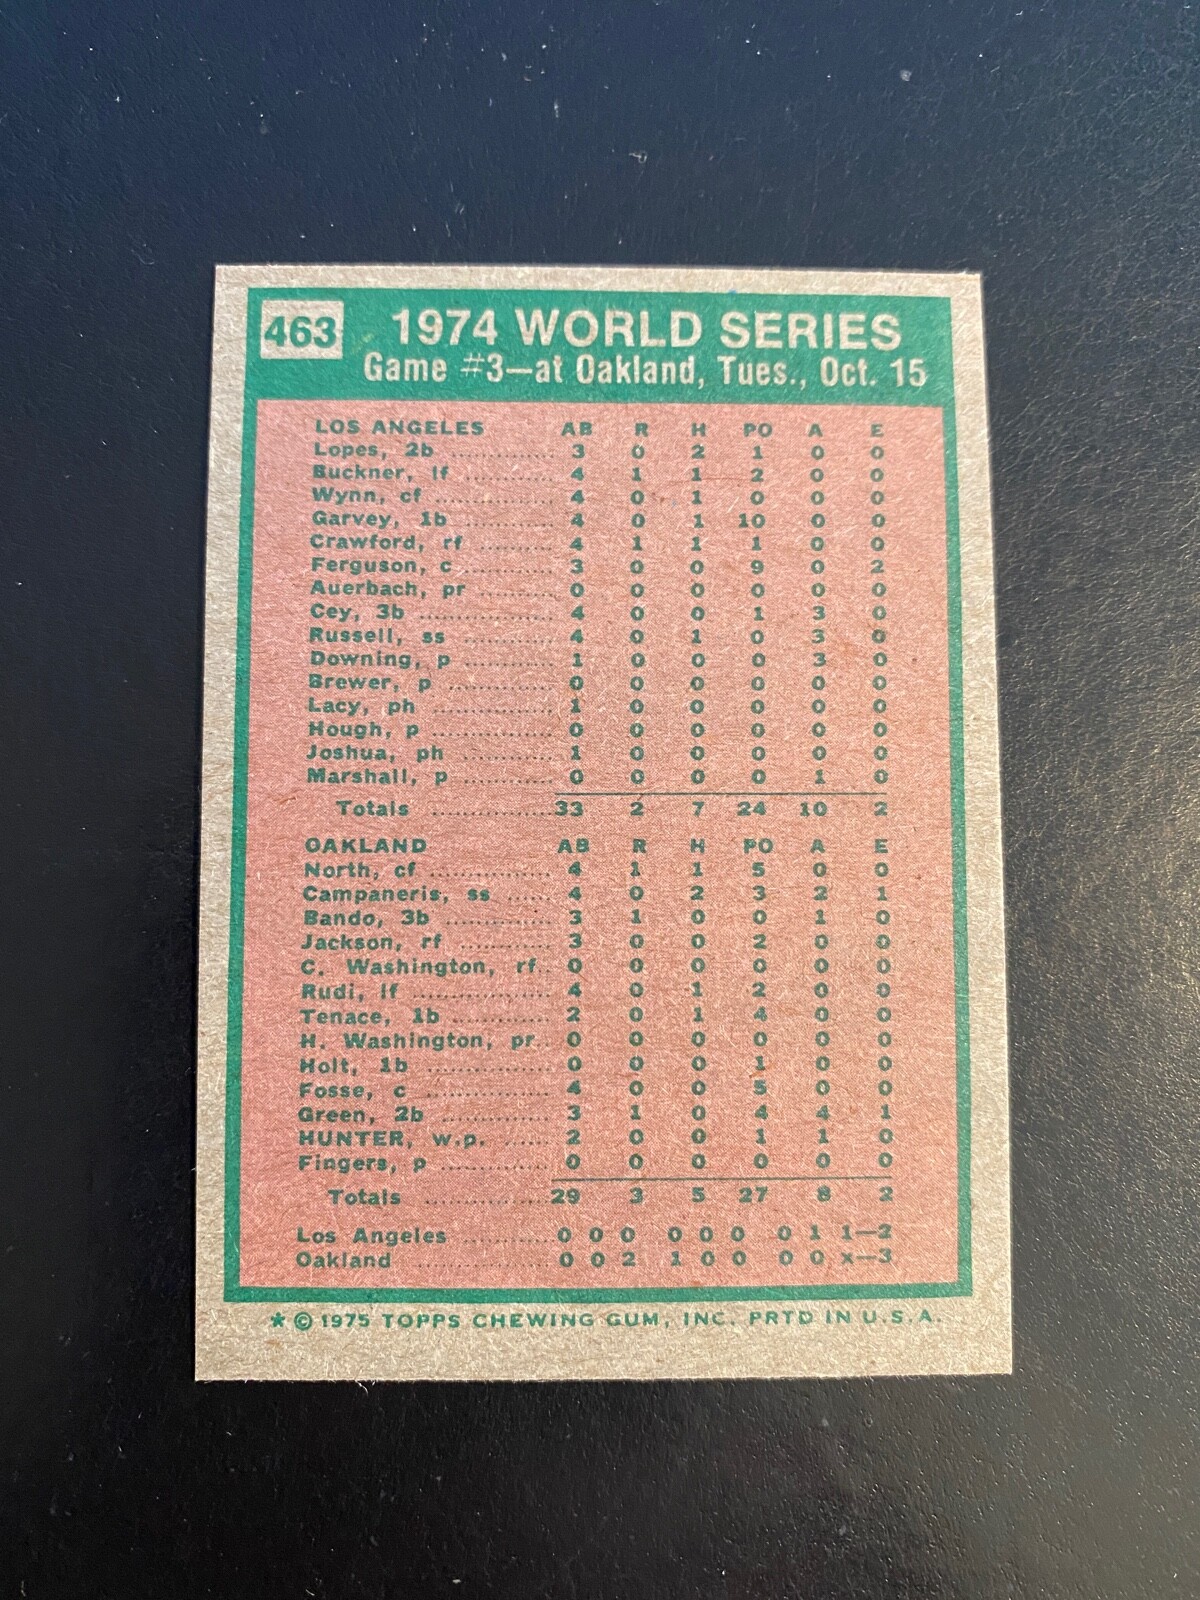 463 1974 WORLD SERIES
Game #3—at Oakland, Tues., Oct. 15
LOS ANGELES AB R H PO A E
Lopes, 2b .............. 3 0 2 1 0 0
Buckner, lf ............ 4 1 1 2 0 0
Wynn, cf ................ 4 0 1 0 0 0
Garvey, 1b ............ 4 0 1 10 0 0
Crawford, rf .......... 4 1 1 1 0 0
Ferguson, c ............ 3 0 0 9 0 2
Auerbach, pr .......... 0 0 0 0 0 0
Cey, 3b .................. 4 0 0 1 3 0
Russell, ss .............. 4 0 1 0 3 0
Downing, p ............ 1 0 0 0 3 0
Brewer, p .............. 0 0 0 0 0 0
Lacy, ph ................ 1 0 0 0 0 0
Hough, p ................ 0 0 0 0 0 0
Joshua, ph ............ 1 0 0 0 0 0
Marshall, p ............ 0 0 0 0 1 0
Totals ................ 33 2 7 24 10 2
OAKLAND AB R H PO A E
North, cf ................ 4 1 1 5 0 0
Campaneris, ss ...... 4 0 2 3 2 1
Bando, 3b .............. 3 1 0 0 1 0
Jackson, rf ............ 3 0 0 2 0 0
C. Washington, rf.. 0 0 0 0 0 0
Rudi, lf .................. 4 0 1 2 0 0
Tenace, 1b ............ 2 0 1 4 0 0
H. Washington, pr.. 0 0 0 0 0 0
Holt, 1b ................ 0 0 0 1 0 0
Fosse, c ................ 4 0 0 5 0 0
Green, 2b .............. 3 1 0 4 4 1
HUNTER, w.p. ...... 2 0 0 1 1 0
Fingers, p .............. 0 0 0 0 0 0
Totals ................ 29 3 5 27 8 2
Los Angeles ............ 0 0 0 0 0 0 0 1 1—2
Oakland .................. 0 0 2 1 0 0 0 0 x—3
* © 1975 TOPPS CHEWING GUM, INC. PRTD IN U.S.A.